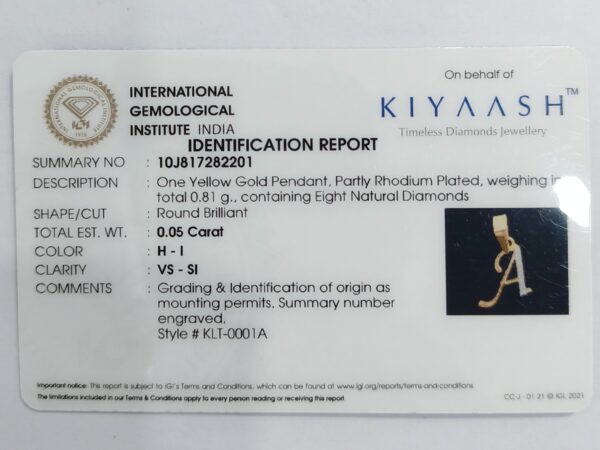 INTERNATIONAL
GEMOLOGICAL
INSTITUTE INDIA
INTERNATIONAL GEMOLOGICAL INSTITUTE
IGI
1975
On behalf of
KIYAASH™
Timeless Diamonds Jewellery
IDENTIFICATION REPORT
SUMMARY NO : 10J817282201
DESCRIPTION : One Yellow Gold Pendant, Partly Rhodium Plated, weighing in
total 0.81 g., containing Eight Natural Diamonds
SHAPE/CUT : Round Brilliant
TOTAL EST. WT. : 0.05 Carat
COLOR : H - I
CLARITY : VS - SI
COMMENTS : Grading & Identification of origin as
mounting permits. Summary number
engraved.
Style # KLT-0001A
A
Important notice: This report is subject to IGI's Terms and Conditions, which can be found at www.igi.org/reports/terms-and-conditions
The limitations included in our Terms & Conditions apply to every person reading or receiving this report.
CC-J - 01 21 © IGI, 2021